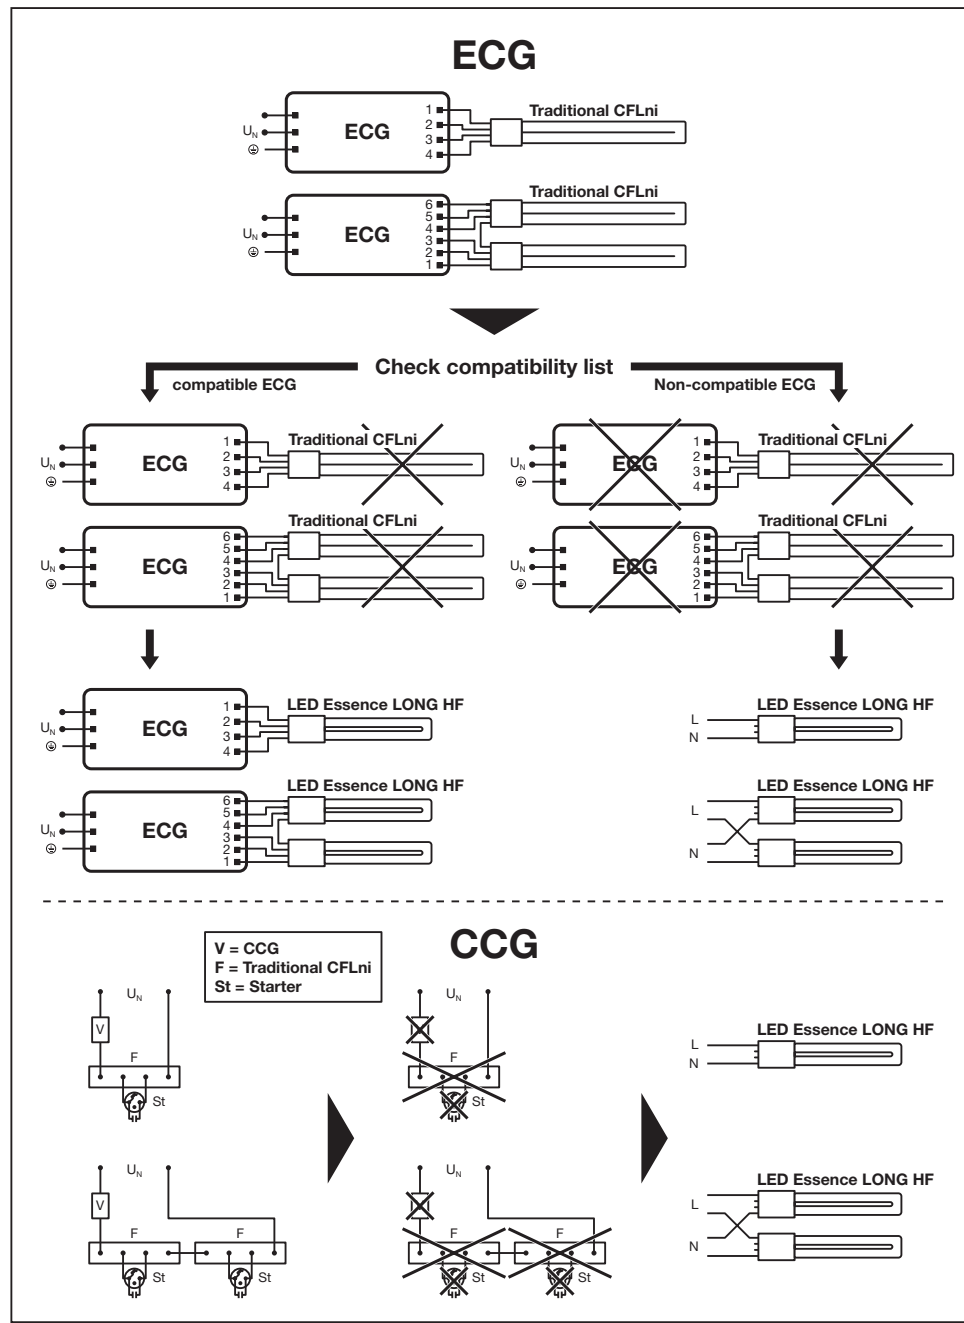 ECG
Traditional CFLni
ECG
U_N
1
2
3
4
Traditional CFLni
ECG
U_N
6
5
4
3
2
1
Check compatibility list
compatible ECG
Non-compatible ECG
Traditional CFLni
ECG
U_N
1
2
3
4
Traditional CFLni
ECG
U_N
1
2
3
4
Traditional CFLni
ECG
U_N
6
5
4
3
2
1
Traditional CFLni
ECG
U_N
6
5
4
3
2
1
LED Essence LONG HF
ECG
U_N
1
2
3
4
LED Essence LONG HF
L
N
LED Essence LONG HF
ECG
U_N
6
5
4
3
2
1
LED Essence LONG HF
L
N
CCG
V = CCG
F = Traditional CFLni
St = Starter
U_N
V
F
St
U_N
V
F
St
LED Essence LONG HF
L
N
U_N
V
F
F
St
St
U_N
V
F
F
St
St
LED Essence LONG HF
L
N